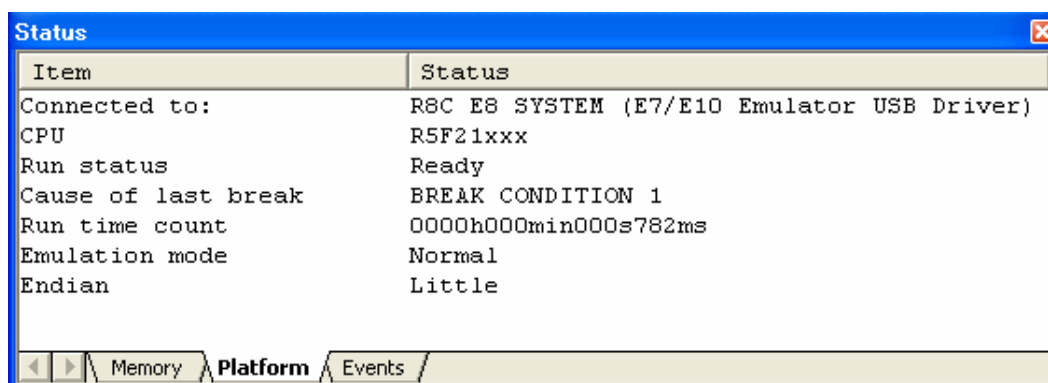 Status
Item Status
Connected to: R8C E8 SYSTEM (E7/E10 Emulator USB Driver)
CPU R5F21xxx
Run status Ready
Cause of last break BREAK CONDITION 1
Run time count 0000h000min000s782ms
Emulation mode Normal
Endian Little
Memory Platform Events